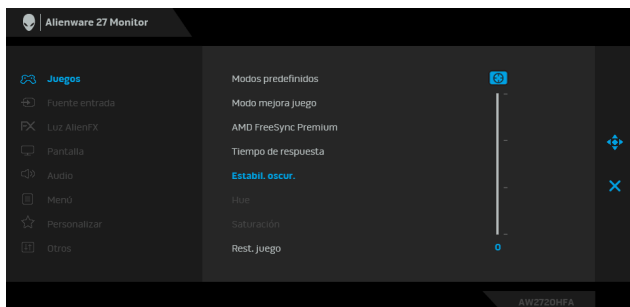 Alienware 27 Monitor
Juegos
Fuente entrada
Luz AlienFX
Pantalla
Audio
Menú
Personalizar
Otros
Modos predefinidos
Modo mejora juego
AMD FreeSync Premium
Tiempo de respuesta
Estabil. oscur.
Hue
Saturación
Rest. juego
0
AW2720HFA